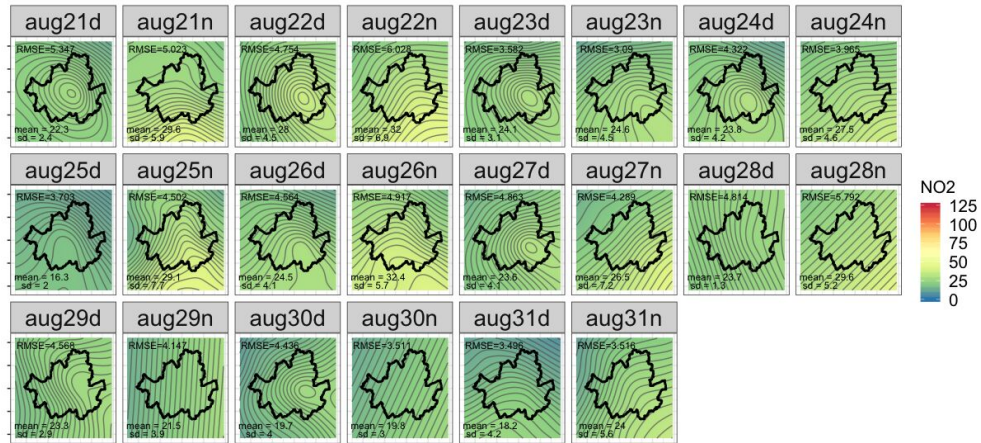 aug21d aug21n aug22d aug22n aug23d aug23n aug24d aug24n
RMSE=5.347 RMSE=5.023 RMSE=4.754 RMSE=6.028 RMSE=3.582 RMSE=3.09 RMSE=4.322 RMSE=3.965
mean = 22.3 mean = 29.6 mean = 28 mean = 32 mean = 24.1 mean = 24.6 mean = 23.8 mean = 27.5
sd = 2.4 sd = 5.9 sd = 4.5 sd = 6.9 sd = 3.1 sd = 4.5 sd = 4.2 sd = 4.6
aug25d aug25n aug26d aug26n aug27d aug27n aug28d aug28n
RMSE=3.703 RMSE=4.502 RMSE=4.564 RMSE=4.917 RMSE=4.863 RMSE=4.289 RMSE=4.814 RMSE=5.792
mean = 16.3 mean = 29.1 mean = 24.5 mean = 32.4 mean = 23.6 mean = 26.5 mean = 23.7 mean = 29.6
sd = 2 sd = 7.7 sd = 4.1 sd = 5.7 sd = 4.1 sd = 7.2 sd = 1.3 sd = 5.2
NO2
125
100
75
50
25
0
aug29d aug29n aug30d aug30n aug31d aug31n
RMSE=4.568 RMSE=4.147 RMSE=4.436 RMSE=3.511 RMSE=3.496 RMSE=3.516
mean = 23.3 mean = 21.5 mean = 19.7 mean = 19.8 mean = 18.2 mean = 24
sd = 2.9 sd = 3.9 sd = 4 sd = 3 sd = 4.2 sd = 5.6